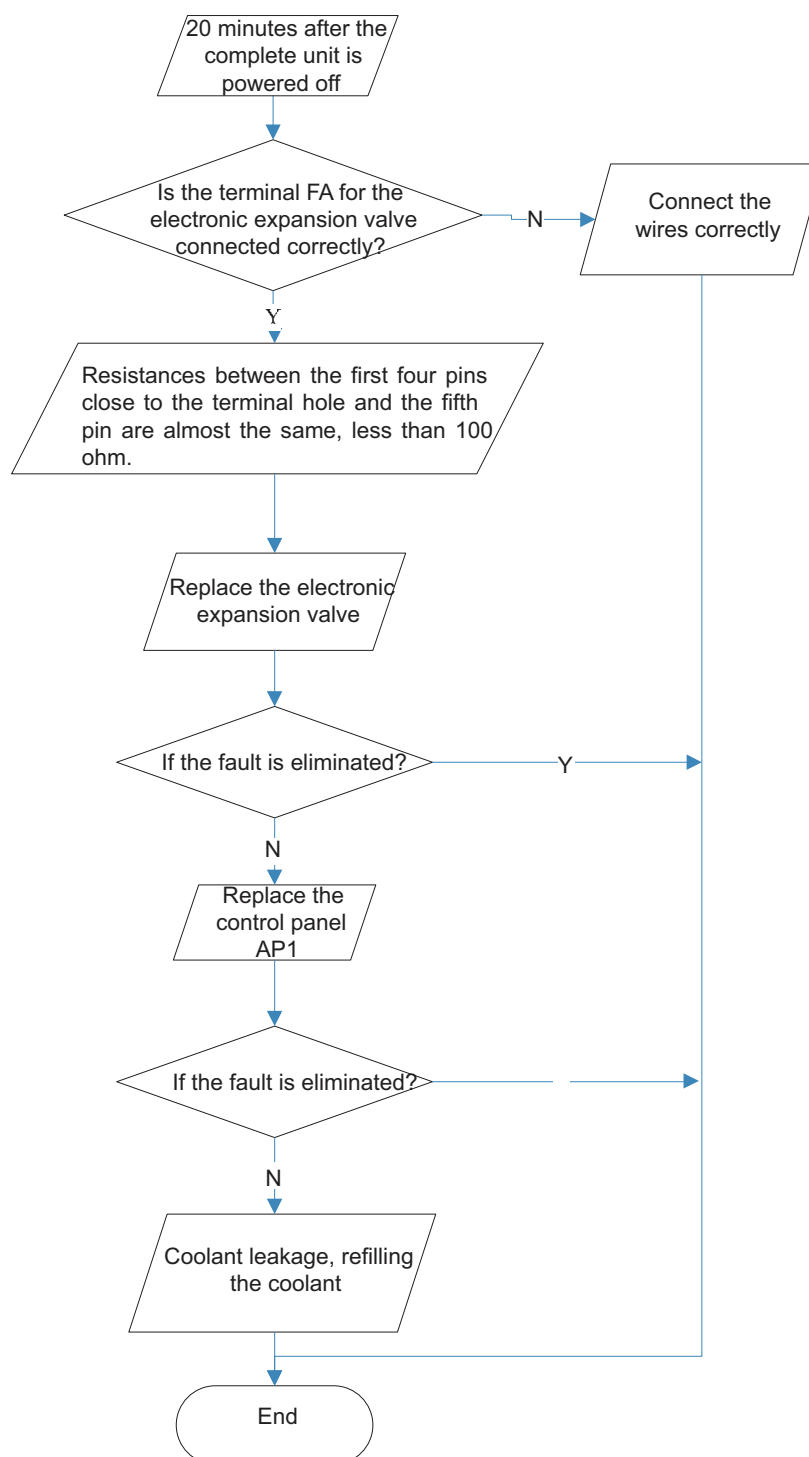 20 minutes after the
complete unit is
powered off
Is the terminal FA for the
electronic expansion valve
connected correctly?
N
Connect the
wires correctly
Y
Resistances between the first four pins
close to the terminal hole and the fifth
pin are almost the same, less than 100
ohm.
Replace the electronic
expansion valve
If the fault is eliminated?
Y
N
Replace the
control panel
AP1
If the fault is eliminated?
N
Coolant leakage, refilling
the coolant
End